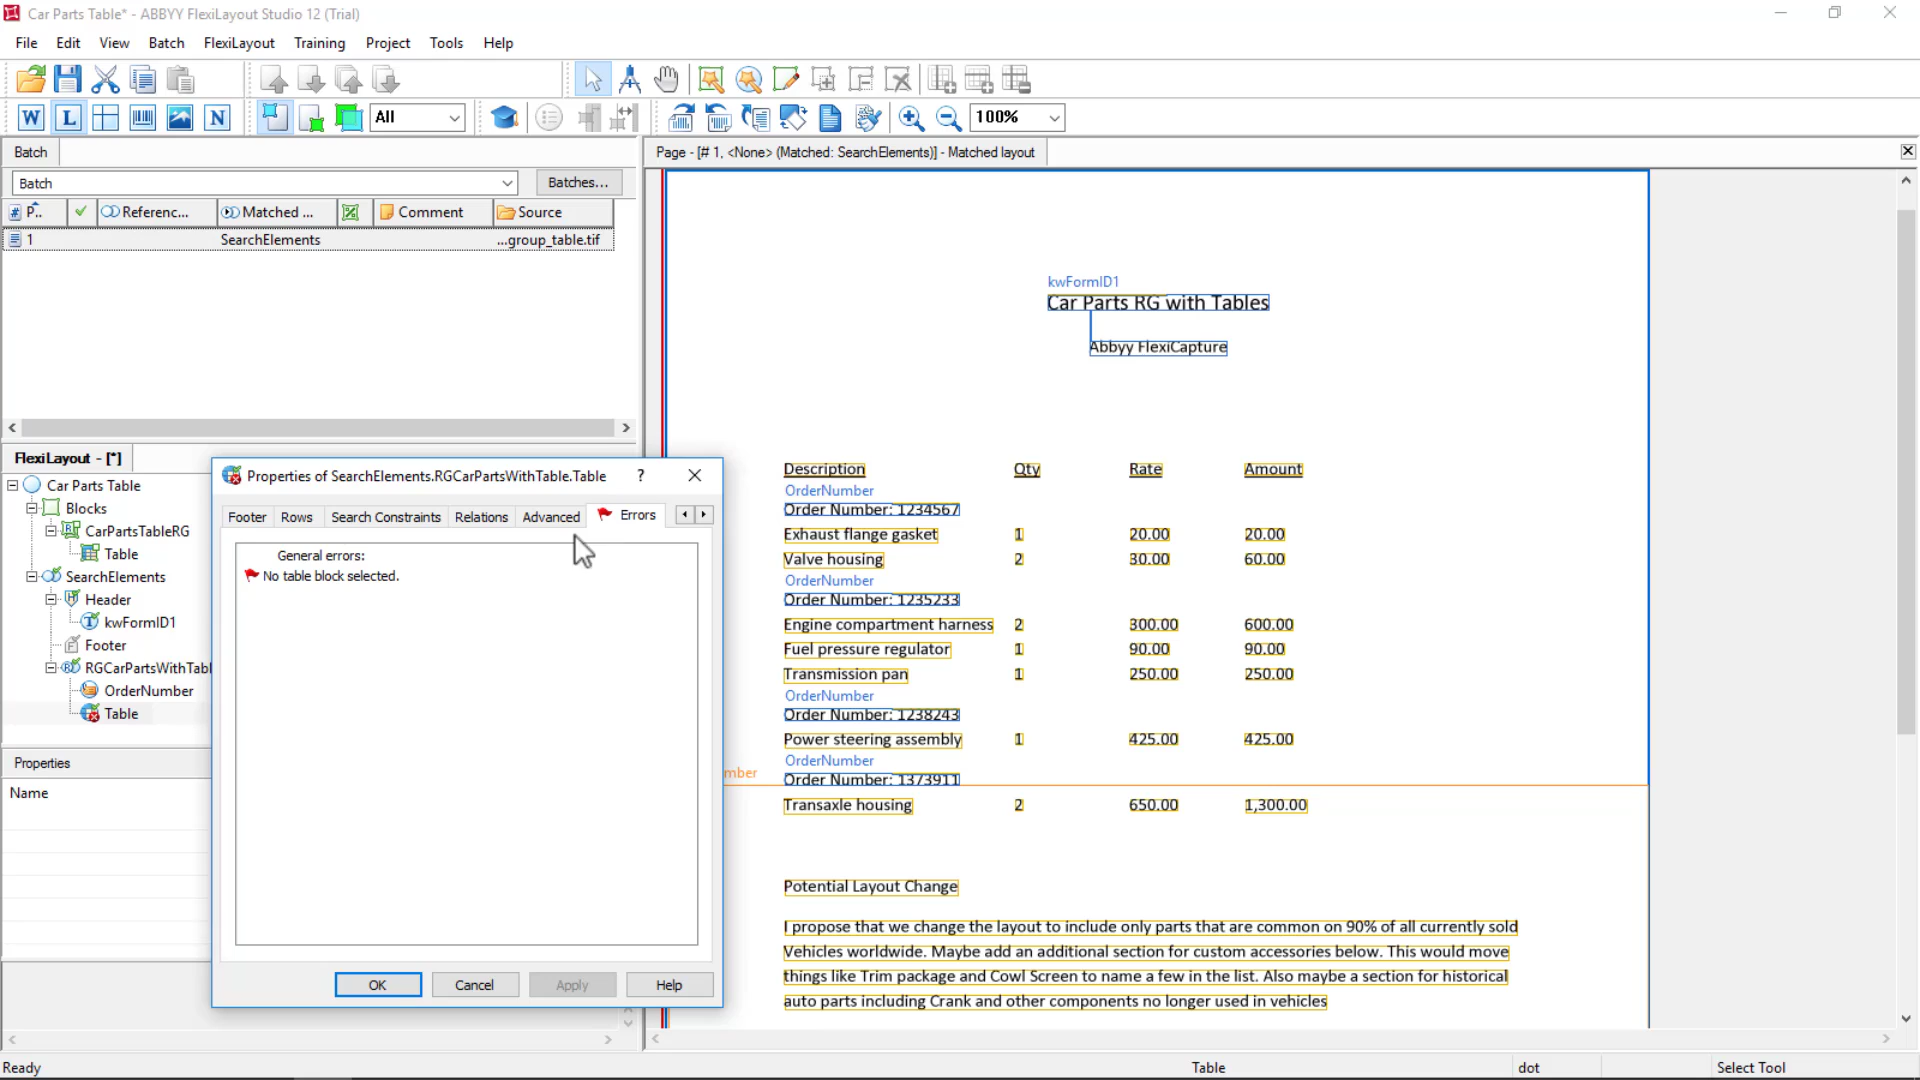 Car Parts Table* - ABBYY FlexiLayout Studio 12 (Trial)
File Edit View Batch FlexiLayout Training Project Tools Help
W L N All 100%
Batch
Page - [# 1, <None> (Matched: SearchElements)] - Matched layout
Batch Batches...
# P.. Referenc... Matched ... Comment Source
1 SearchElements ...group_table.tif
kwFormID1
Car Parts RG with Tables
Abbyy FlexiCapture
FlexiLayout - [*]
Car Parts Table
Blocks
CarPartsTableRG
Table
SearchElements
Header
kwFormID1
Footer
RGCarPartsWithTabl
OrderNumber
Table
Properties
Name
Properties of SearchElements.RGCarPartsWithTable.Table ?
Footer Rows Search Constraints Relations Advanced Errors
General errors:
No table block selected.
OK Cancel Apply Help
Description Qty Rate Amount
OrderNumber
Order Number: 1234567
Exhaust flange gasket 1 20.00 20.00
Valve housing 2 30.00 60.00
OrderNumber
Order Number: 1235233
Engine compartment harness 2 300.00 600.00
Fuel pressure regulator 1 90.00 90.00
Transmission pan 1 250.00 250.00
OrderNumber
Order Number: 1238243
Power steering assembly 1 425.00 425.00
OrderNumber
mber
Order Number: 1373911
Transaxle housing 2 650.00 1,300.00
Potential Layout Change
I propose that we change the layout to include only parts that are common on 90% of all currently sold
Vehicles worldwide. Maybe add an additional section for custom accessories below. This would move
things like Trim package and Cowl Screen to name a few in the list. Also maybe a section for historical
auto parts including Crank and other components no longer used in vehicles
Ready Table dot Select Tool